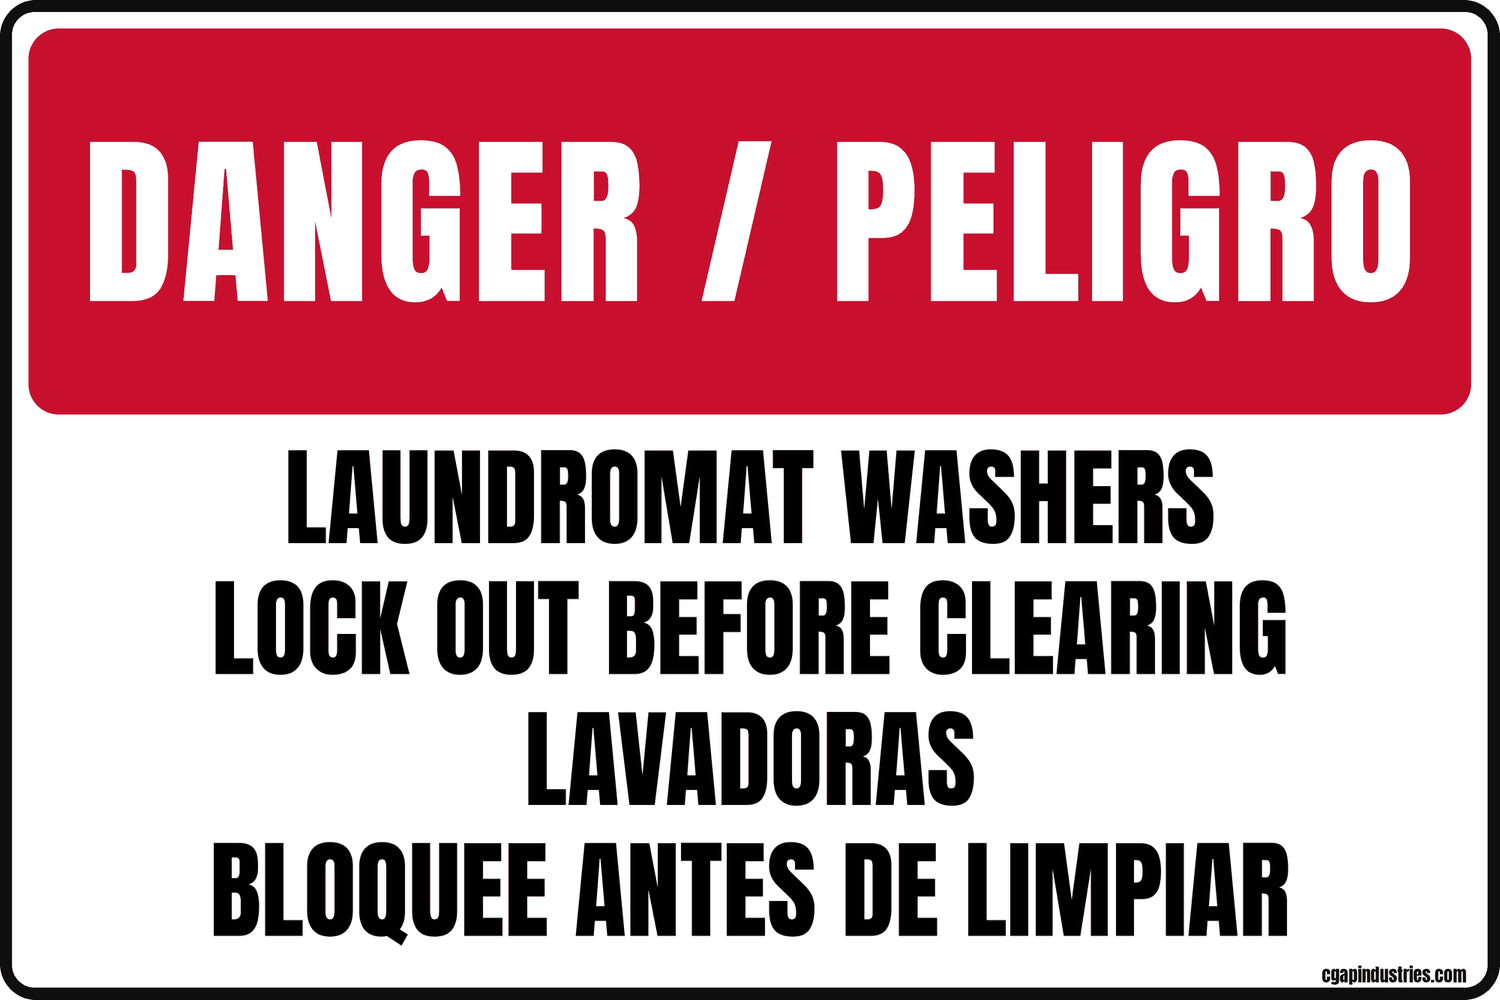 DANGER / PELIGRO
LAUNDROMAT WASHERS
LOCK OUT BEFORE CLEARING
LAVADORAS
BLOQUEE ANTES DE LIMPIAR
cgapindustries.com